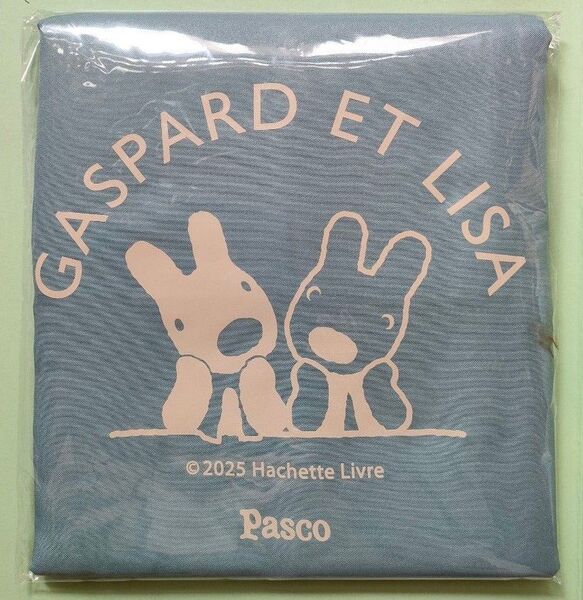 GASPARD ET LISA
© 2025 Hachette Livre
Pasco